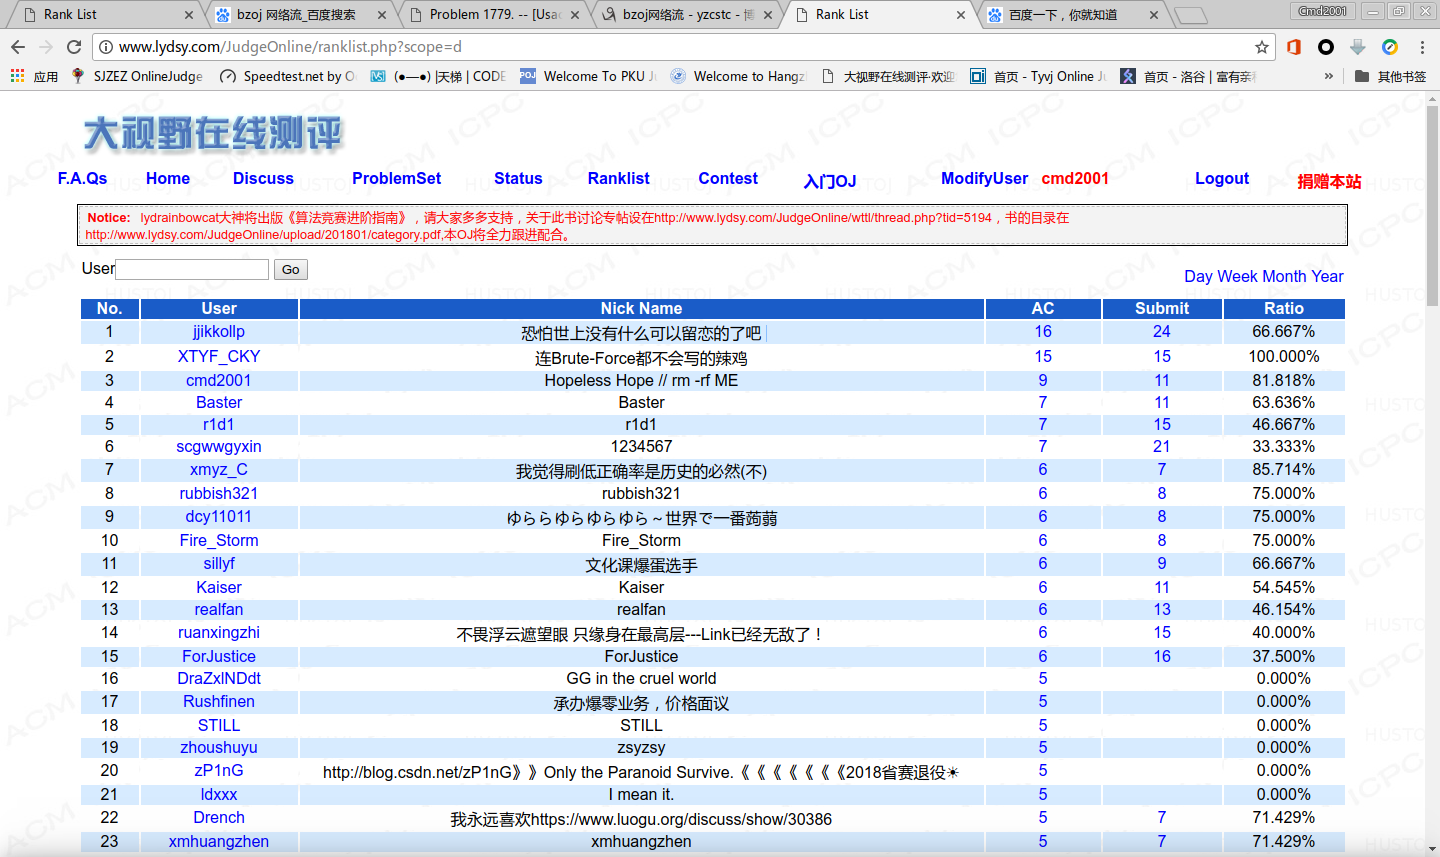 Rank List
bzoj 网络流_百度搜索
Problem 1779. -- [Usac
bzoj网络流 - yzcstc - 博
Rank List
百度一下，你就知道
Cmd2001
www.lydsy.com/JudgeOnline/ranklist.php?scope=d
应用 SJZEZ OnlineJudge Speedtest.net by O (●—●) |天梯 | CODE Welcome To PKU J Welcome to Hangz 大视野在线测评·欢迎 首页 - Tyvj Online J 首页 - 洛谷 | 富有亲和 » 其他书签
大视野在线测评
F.A.Qs Home Discuss ProblemSet Status Ranklist Contest 入门OJ ModifyUser cmd2001 Logout 捐赠本站
Notice: lydrainbowcat大神将出版《算法竞赛进阶指南》，请大家多多支持，关于此书讨论专帖设在http://www.lydsy.com/JudgeOnline/wttl/thread.php?tid=5194，书的目录在
http://www.lydsy.com/JudgeOnline/upload/201801/category.pdf,本OJ将全力跟进配合。
User Go
Day Week Month Year
No. User Nick Name AC Submit Ratio
1 jjikkollp 恐怕世上没有什么可以留恋的了吧 16 24 66.667%
2 XTYF_CKY 连Brute-Force都不会写的辣鸡 15 15 100.000%
3 cmd2001 Hopeless Hope // rm -rf ME 9 11 81.818%
4 Baster Baster 7 11 63.636%
5 r1d1 r1d1 7 15 46.667%
6 scgwwgyxin 1234567 7 21 33.333%
7 xmyz_C 我觉得刷低正确率是历史的必然(不) 6 7 85.714%
8 rubbish321 rubbish321 6 8 75.000%
9 dcy11011 ゆららゆらゆらゆら～世界で一番蒟蒻 6 8 75.000%
10 Fire_Storm Fire_Storm 6 8 75.000%
11 sillyf 文化课爆蛋选手 6 9 66.667%
12 Kaiser Kaiser 6 11 54.545%
13 realfan realfan 6 13 46.154%
14 ruanxingzhi 不畏浮云遮望眼 只缘身在最高层---Link已经无敌了！ 6 15 40.000%
15 ForJustice ForJustice 6 16 37.500%
16 DraZxlNDdt GG in the cruel world 5 0.000%
17 Rushfinen 承办爆零业务，价格面议 5 0.000%
18 STILL STILL 5 0.000%
19 zhoushuyu zsyzsy 5 0.000%
20 zP1nG http://blog.csdn.net/zP1nG》》Only the Paranoid Survive.《《《《《《《2018省赛退役☀ 5 0.000%
21 ldxxx I mean it. 5 0.000%
22 Drench 我永远喜欢https://www.luogu.org/discuss/show/30386 5 7 71.429%
23 xmhuangzhen xmhuangzhen 5 7 71.429%